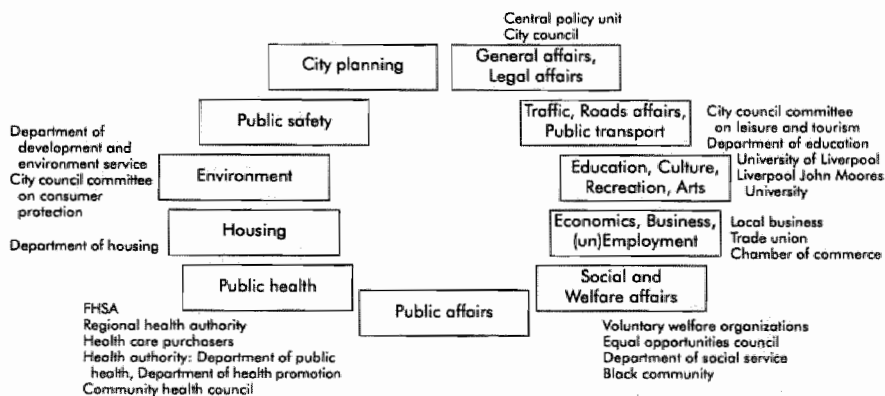 Central policy unit
City council
City planning
General affairs,
Legal affairs
Public safety
Traffic, Roads affairs,
Public transport
City council committee
on leisure and tourism
Department of education
University of Liverpool
Liverpool John Moores
University
Department of
development and
environment service
City council committee
on consumer
protection
Environment
Education, Culture,
Recreation, Arts
Housing
Economics, Business,
(un)Employment
Local business
Trade union
Chamber of commerce
Department of housing
Public health
Public affairs
Social and
Welfare affairs
FHSA
Regional health authority
Health care purchasers
Health authority: Department of public
health, Department of health promotion
Community health council
Voluntary welfare organizations
Equal opportunities council
Department of social service
Black community